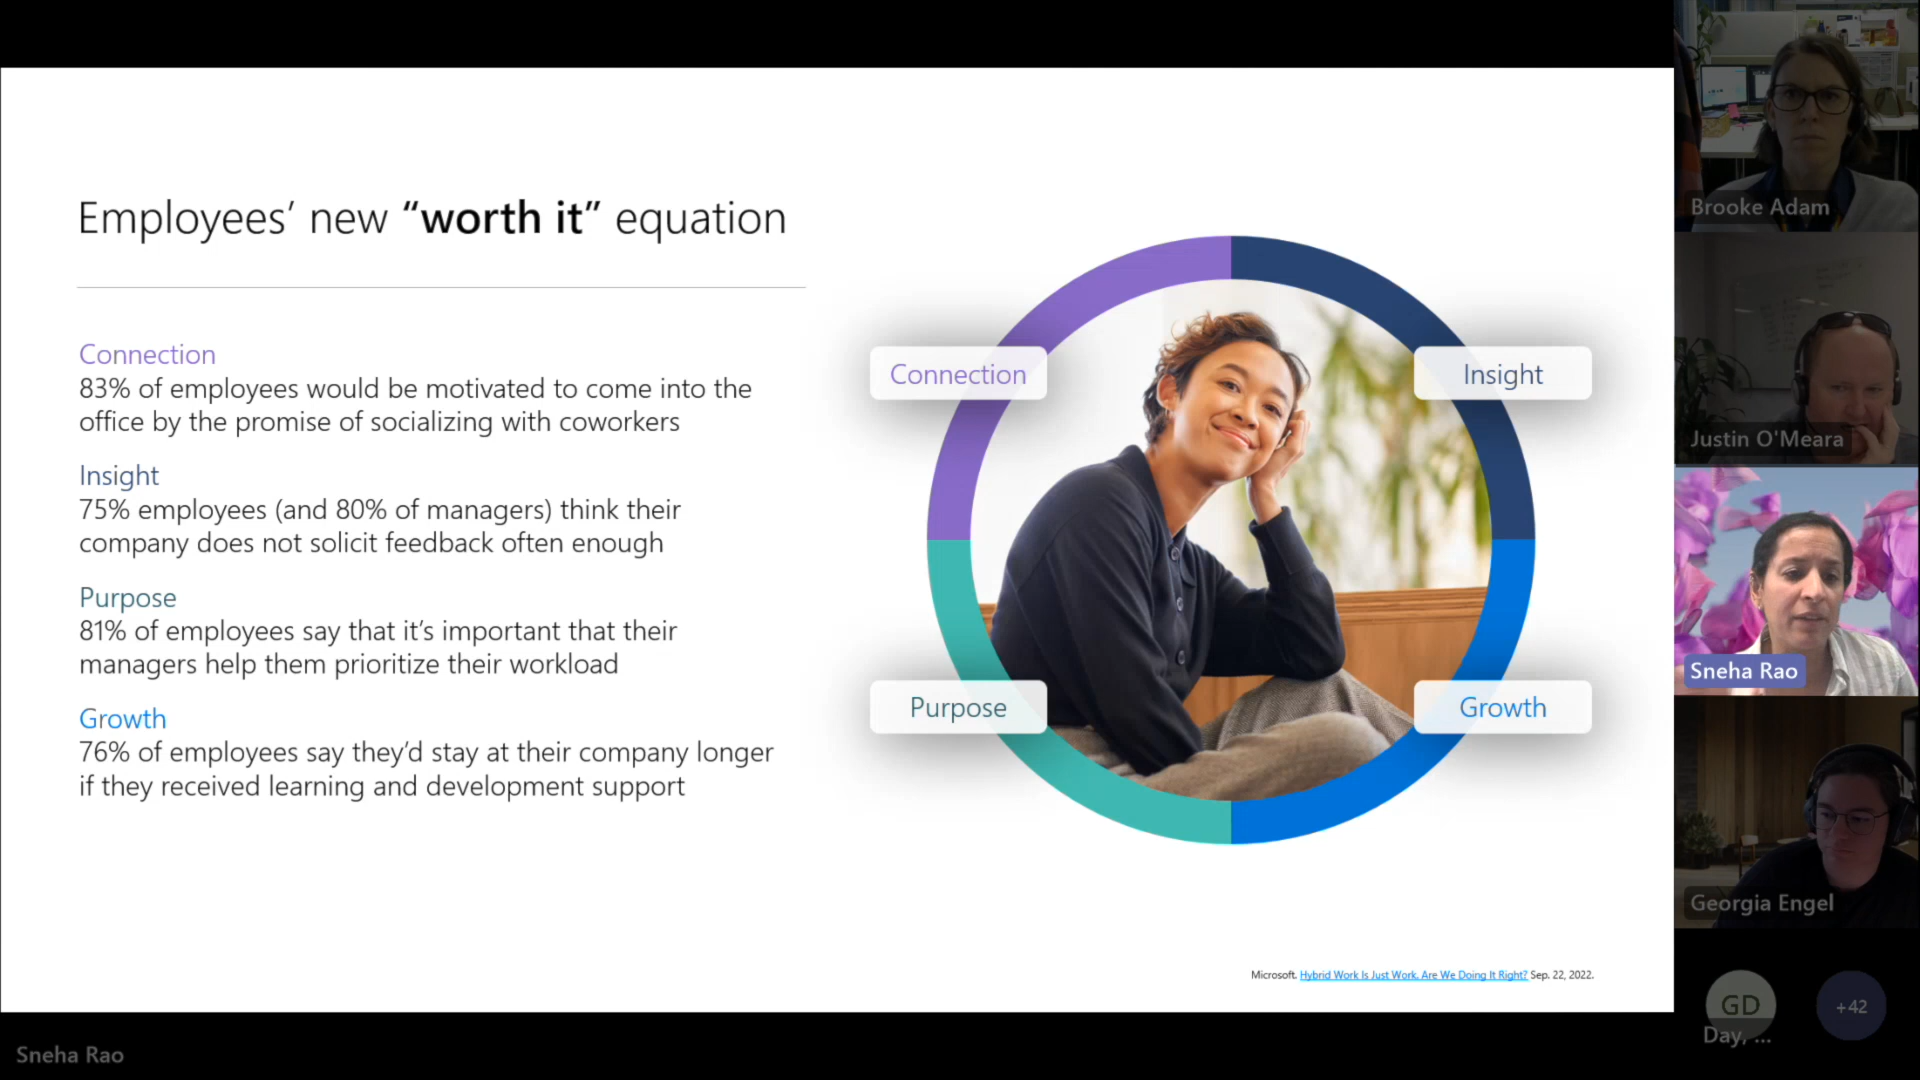 Employees’ new “worth it” equation
Connection
83% of employees would be motivated to come into the
office by the promise of socializing with coworkers
Insight
75% employees (and 80% of managers) think their
company does not solicit feedback often enough
Purpose
81% of employees say that it’s important that their
managers help them prioritize their workload
Growth
76% of employees say they’d stay at their company longer
if they received learning and development support
Connection
Insight
Purpose
Growth
Microsoft. Hybrid Work Is Just Work. Are We Doing It Right? Sep. 22, 2022.
Brooke Adam
Justin O'Meara
Sneha Rao
Georgia Engel
GD
Day, ...
+42
Sneha Rao